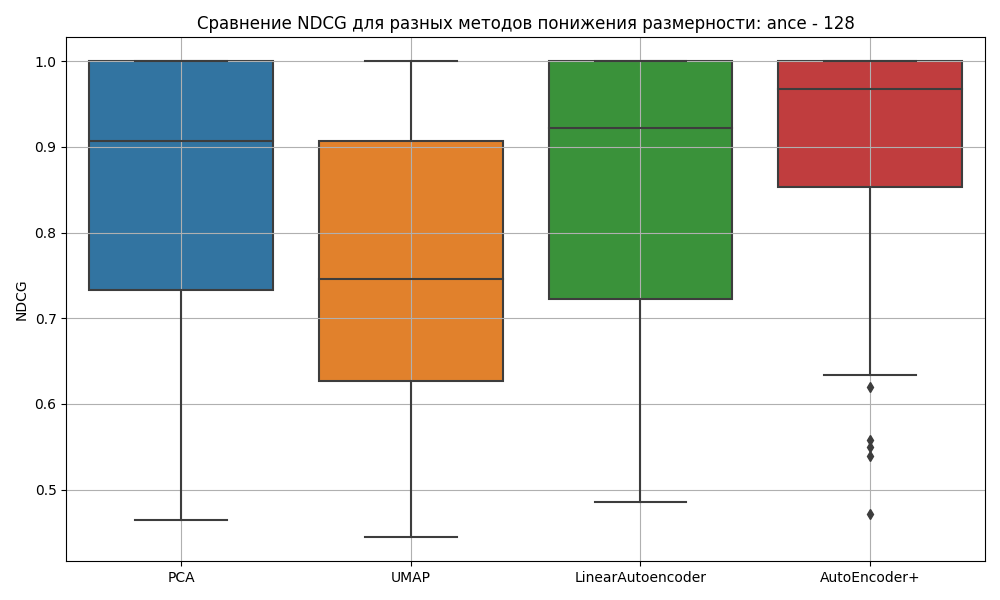 Сравнение NDCG для разных методов понижения размерности: ance - 128
NDCG
1.0
0.9
0.8
0.7
0.6
0.5
PCA
UMAP
LinearAutoencoder
AutoEncoder+